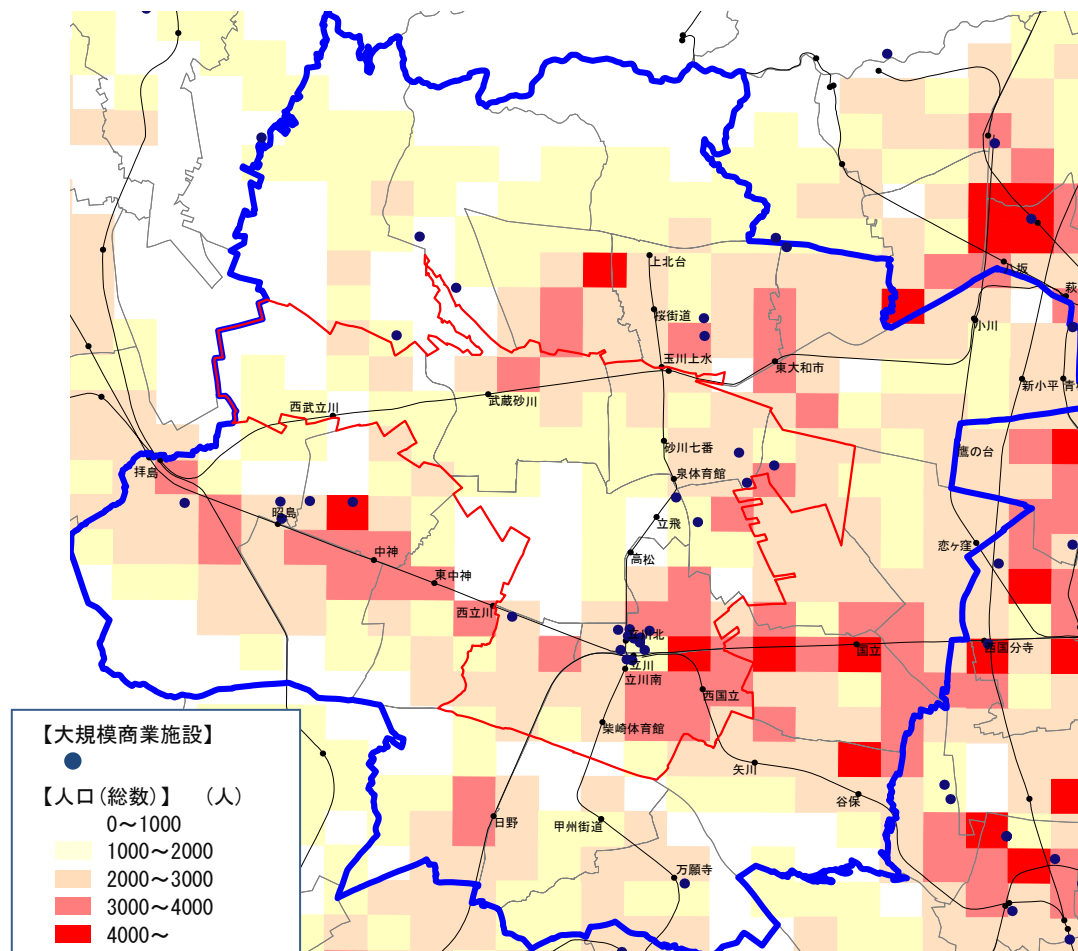 上北台
八坂
萩
桜街道
小川
玉川上水
東大和市
新小平
青梅
西武立川
武蔵砂川
砂川七番
鷹の台
拝島
泉体育館
昭島
立飛
恋ヶ窪
中神
高松
東中神
西立川
立川北
国立
西国分寺
立川
立川南
西国立
柴崎体育館
矢川
谷保
日野
甲州街道
万願寺
【大規模商業施設】
【人口(総数)】 (人)
0～1000
1000～2000
2000～3000
3000～4000
4000～